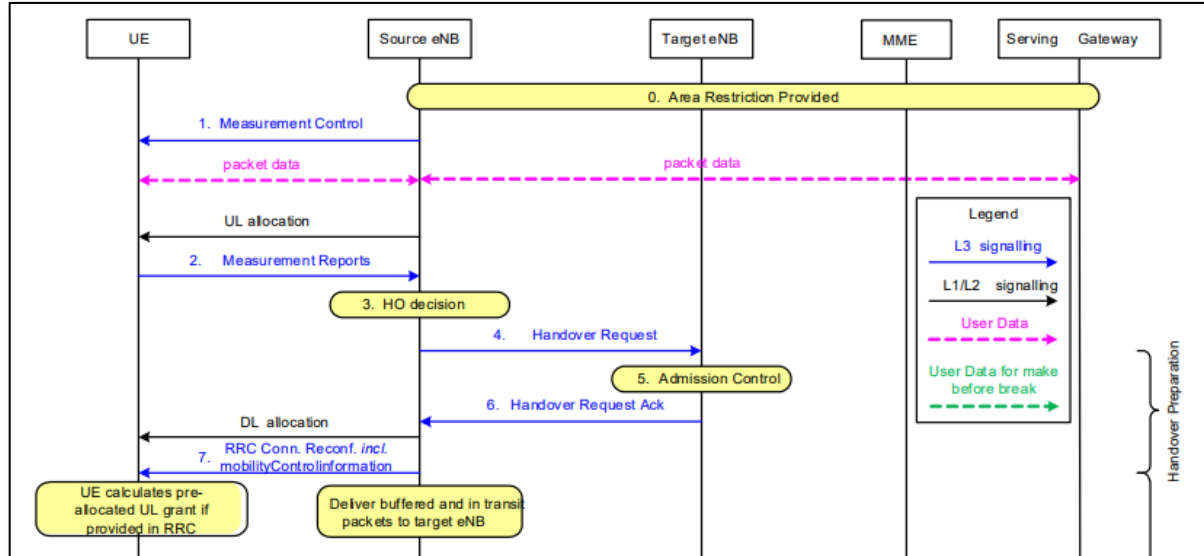 UE
Source eNB
Target eNB
MME
Serving Gateway
0. Area Restriction Provided
1. Measurement Control
packet data
packet data
UL allocation
Legend
L3 signalling
L1/L2 signalling
User Data
User Data for make
before break
2. Measurement Reports
3. HO decision
4. Handover Request
5. Admission Control
6. Handover Request Ack
DL allocation
7. RRC Conn. Reconf. incl.
mobilityControlinformation
UE calculates pre-
allocated UL grant if
provided in RRC
Deliver buffered and in transit
packets to target eNB
Handover Preparation